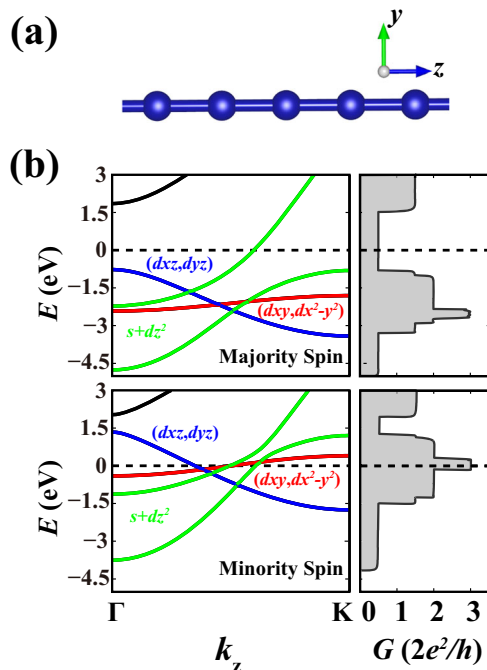 (a)
y
z
(b)
3
1.5
0
−1.5
−3
−4.5
E (eV)
(dxz,dyz)
(dxy,dx²-y²)
s+dz²
Majority Spin
3
1.5
0
−1.5
−3
−4.5
E (eV)
(dxz,dyz)
(dxy,dx²-y²)
s+dz²
Minority Spin
Γ K
0 1 2 3
k_z
G (2e²/h)